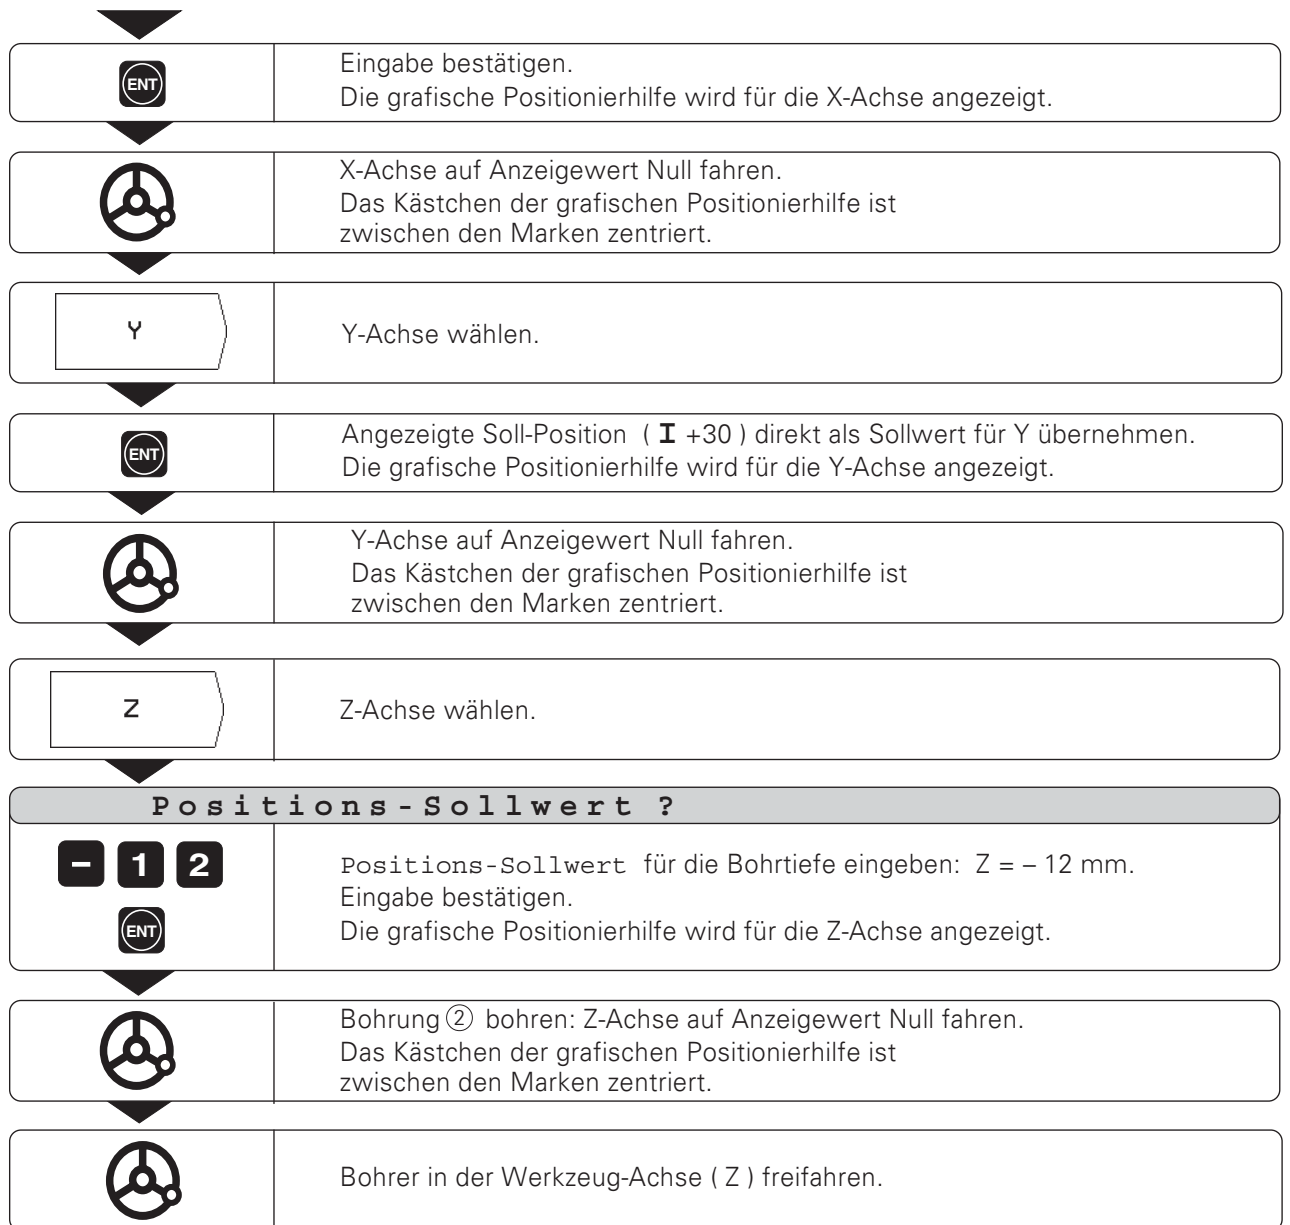 ENT
Eingabe bestätigen.
Die grafische Positionierhilfe wird für die X-Achse angezeigt.
X-Achse auf Anzeigewert Null fahren.
Das Kästchen der grafischen Positionierhilfe ist
zwischen den Marken zentriert.
Y
Y-Achse wählen.
ENT
Angezeigte Soll-Position ( I +30 ) direkt als Sollwert für Y übernehmen.
Die grafische Positionierhilfe wird für die Y-Achse angezeigt.
Y-Achse auf Anzeigewert Null fahren.
Das Kästchen der grafischen Positionierhilfe ist
zwischen den Marken zentriert.
Z
Z-Achse wählen.
Positions-Sollwert ?
- 1 2
Positions-Sollwert für die Bohrtiefe eingeben: Z = – 12 mm.
Eingabe bestätigen.
ENT
Die grafische Positionierhilfe wird für die Z-Achse angezeigt.
Bohrung ② bohren: Z-Achse auf Anzeigewert Null fahren.
Das Kästchen der grafischen Positionierhilfe ist
zwischen den Marken zentriert.
Bohrer in der Werkzeug-Achse ( Z ) freifahren.